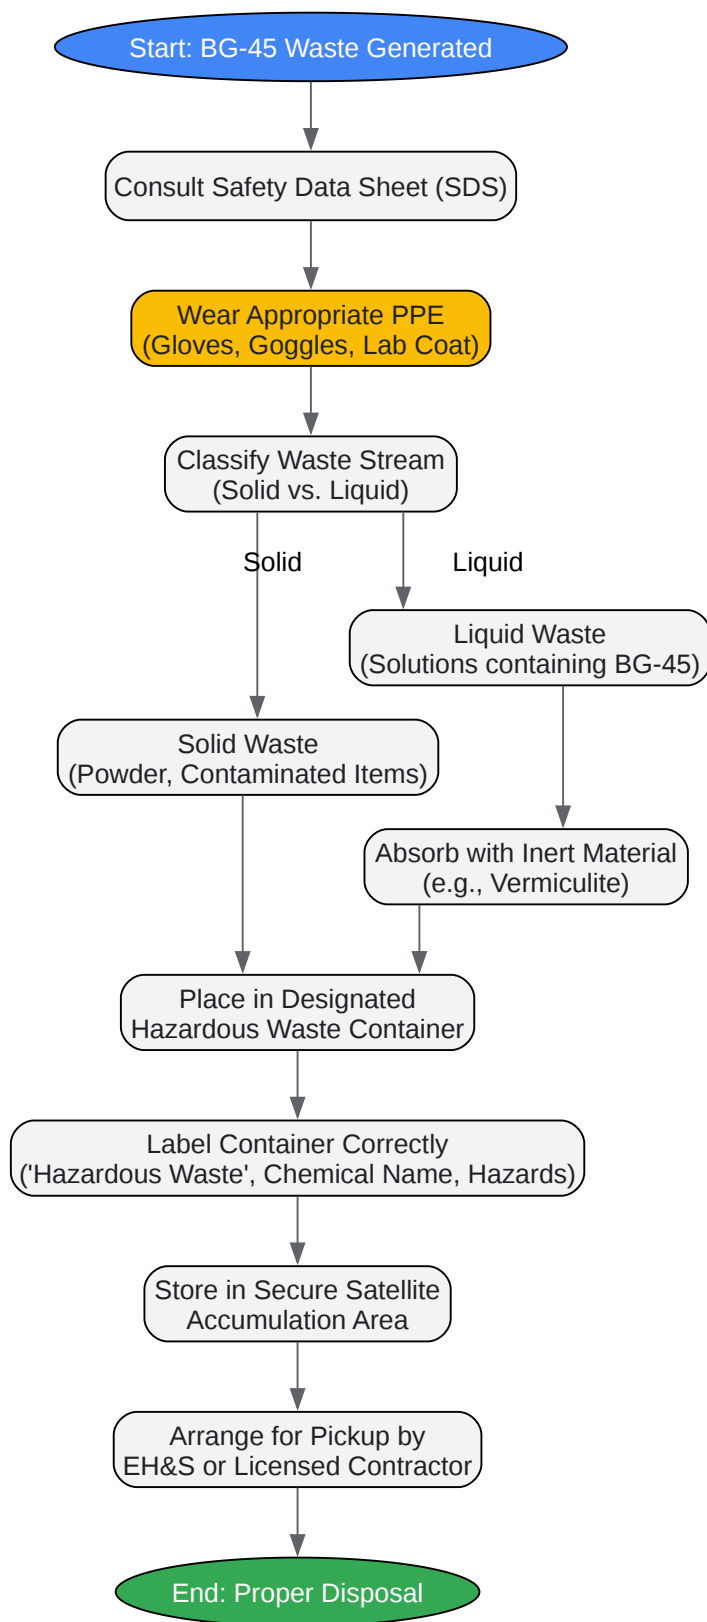 Start: BG-45 Waste Generated
Consult Safety Data Sheet (SDS)
Wear Appropriate PPE
(Gloves, Goggles, Lab Coat)
Classify Waste Stream
(Solid vs. Liquid)
Solid
Liquid
Liquid Waste
(Solutions containing BG-45)
Solid Waste
(Powder, Contaminated Items)
Absorb with Inert Material
(e.g., Vermiculite)
Place in Designated
Hazardous Waste Container
Label Container Correctly
('Hazardous Waste', Chemical Name, Hazards)
Store in Secure Satellite
Accumulation Area
Arrange for Pickup by
EH&S or Licensed Contractor
End: Proper Disposal